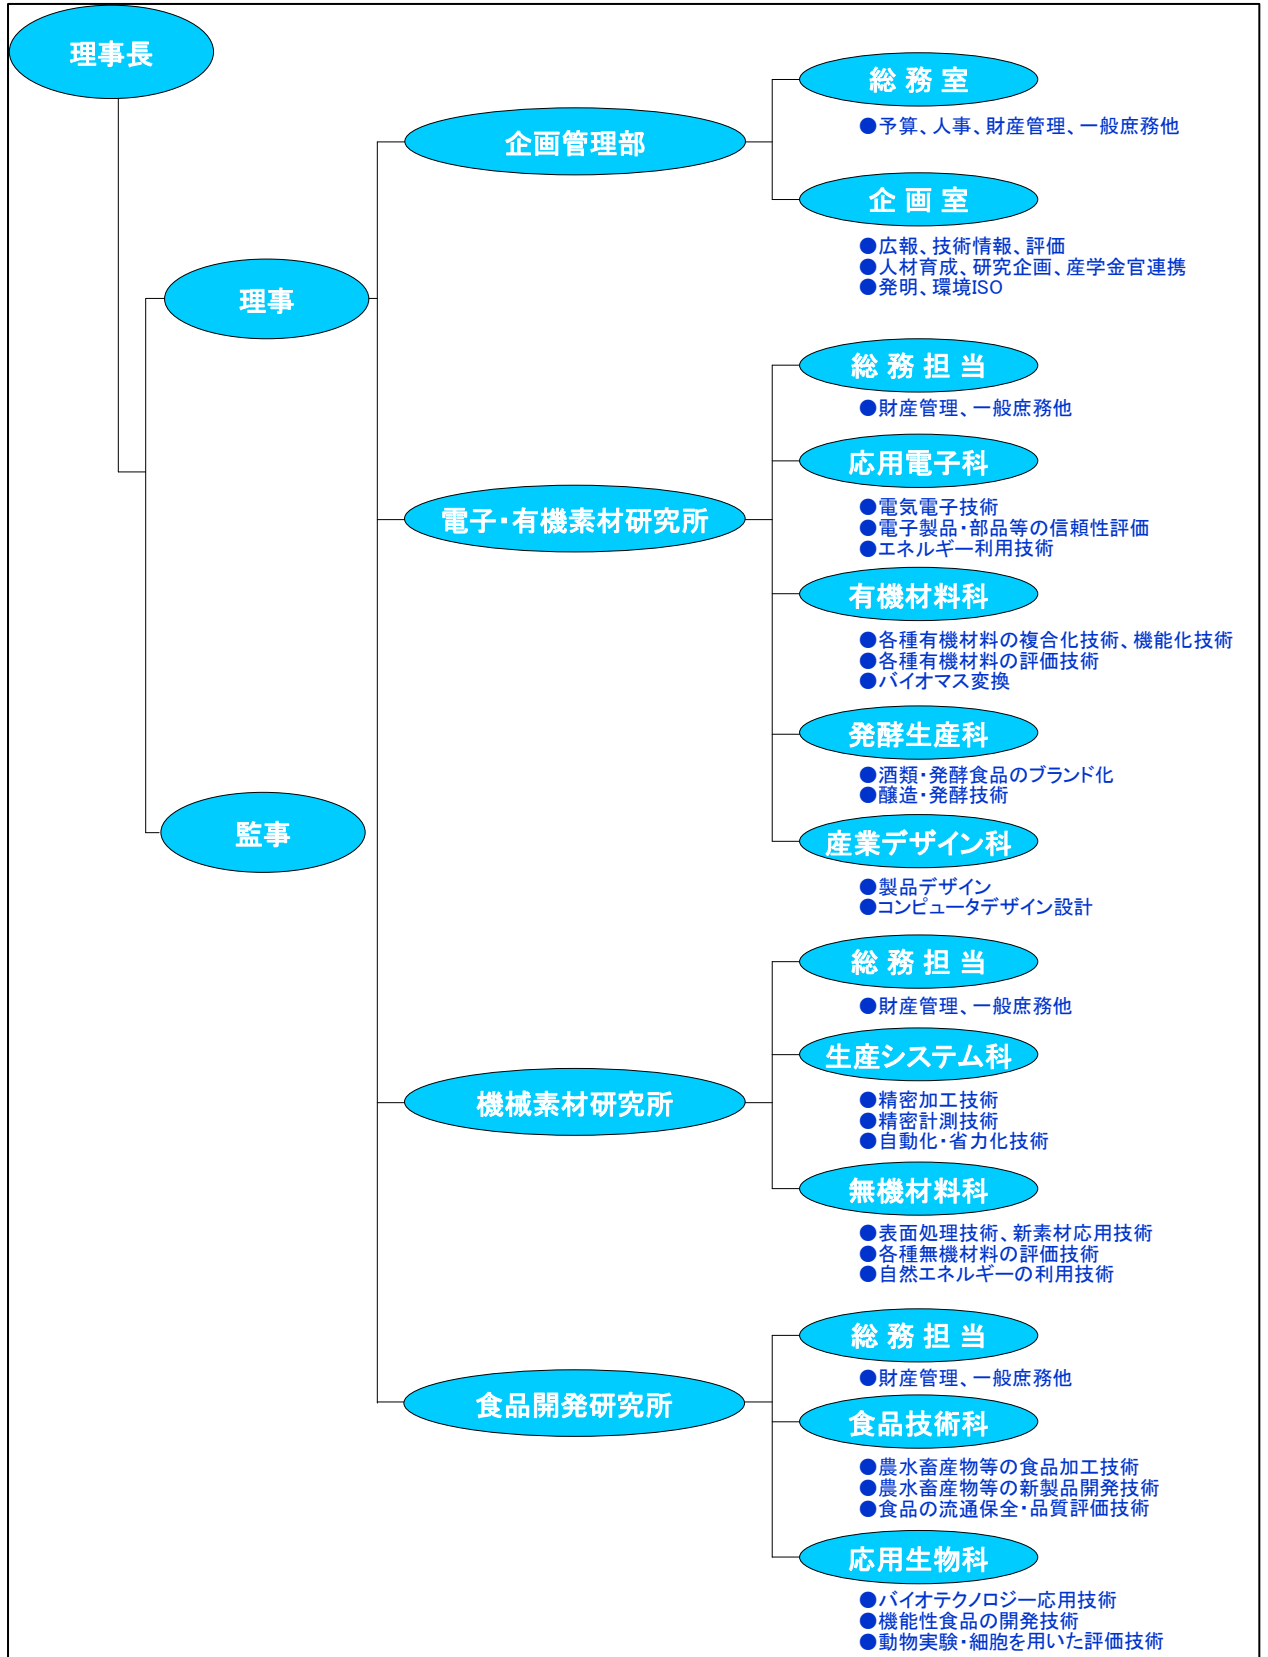 理事長
総 務 室
●予算、人事、財産管理、一般庶務他
企画管理部
企 画 室
●広報、技術情報、評価
●人材育成、研究企画、産学金官連携
●発明、環境ISO
理事
総 務 担 当
●財産管理、一般庶務他
応用電子科
●電気電子技術
●電子製品・部品等の信頼性評価
●エネルギー利用技術
電子・有機素材研究所
有機材料科
●各種有機材料の複合化技術、機能化技術
●各種有機材料の評価技術
●バイオマス変換
発酵生産科
●酒類・発酵食品のブランド化
●醸造・発酵技術
監事
産業デザイン科
●製品デザイン
●コンピュータデザイン設計
総 務 担 当
●財産管理、一般庶務他
生産システム科
●精密加工技術
●精密計測技術
●自動化・省力化技術
機械素材研究所
無機材料科
●表面処理技術、新素材応用技術
●各種無機材料の評価技術
●自然エネルギーの利用技術
総 務 担 当
●財産管理、一般庶務他
食品開発研究所
食品技術科
●農水畜産物等の食品加工技術
●農水畜産物等の新製品開発技術
●食品の流通保全・品質評価技術
応用生物科
●バイオテクノロジー応用技術
●機能性食品の開発技術
●動物実験・細胞を用いた評価技術